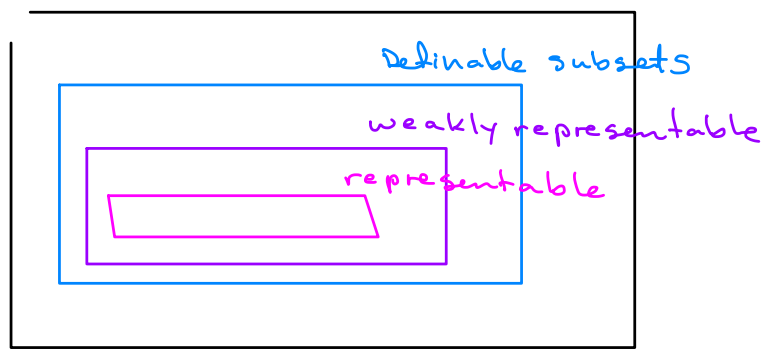 Definable subsets
weakly representable
representable